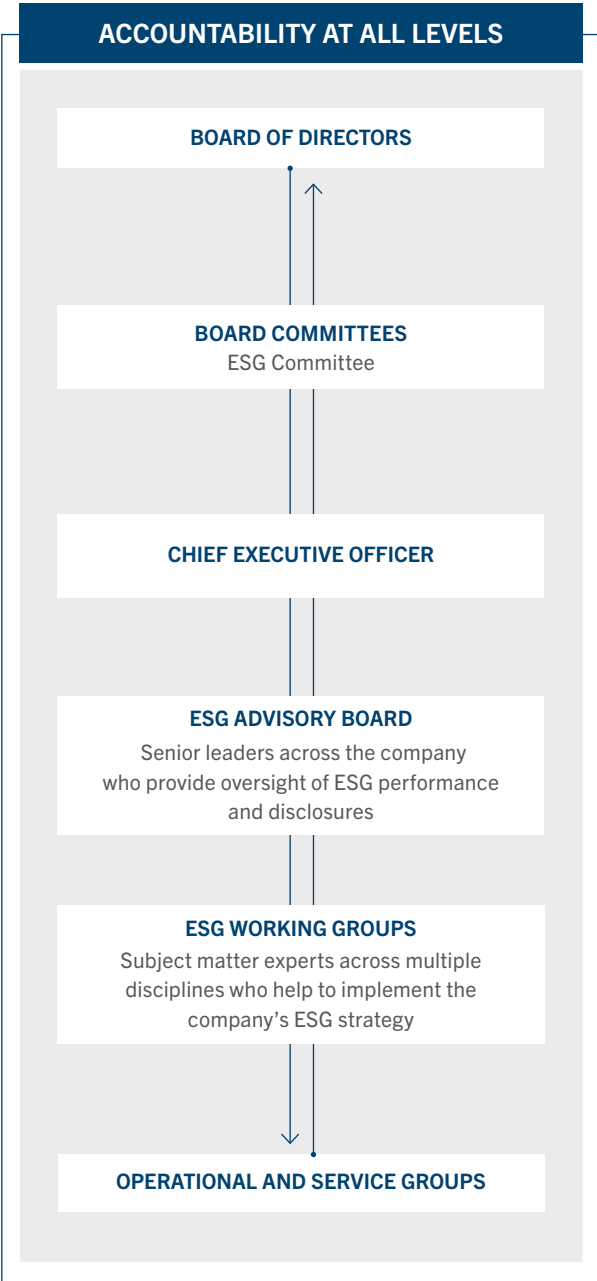 ACCOUNTABILITY AT ALL LEVELS
BOARD OF DIRECTORS
BOARD COMMITTEES
ESG Committee
CHIEF EXECUTIVE OFFICER
ESG ADVISORY BOARD
Senior leaders across the company
who provide oversight of ESG performance
and disclosures
ESG WORKING GROUPS
Subject matter experts across multiple
disciplines who help to implement the
company’s ESG strategy
OPERATIONAL AND SERVICE GROUPS